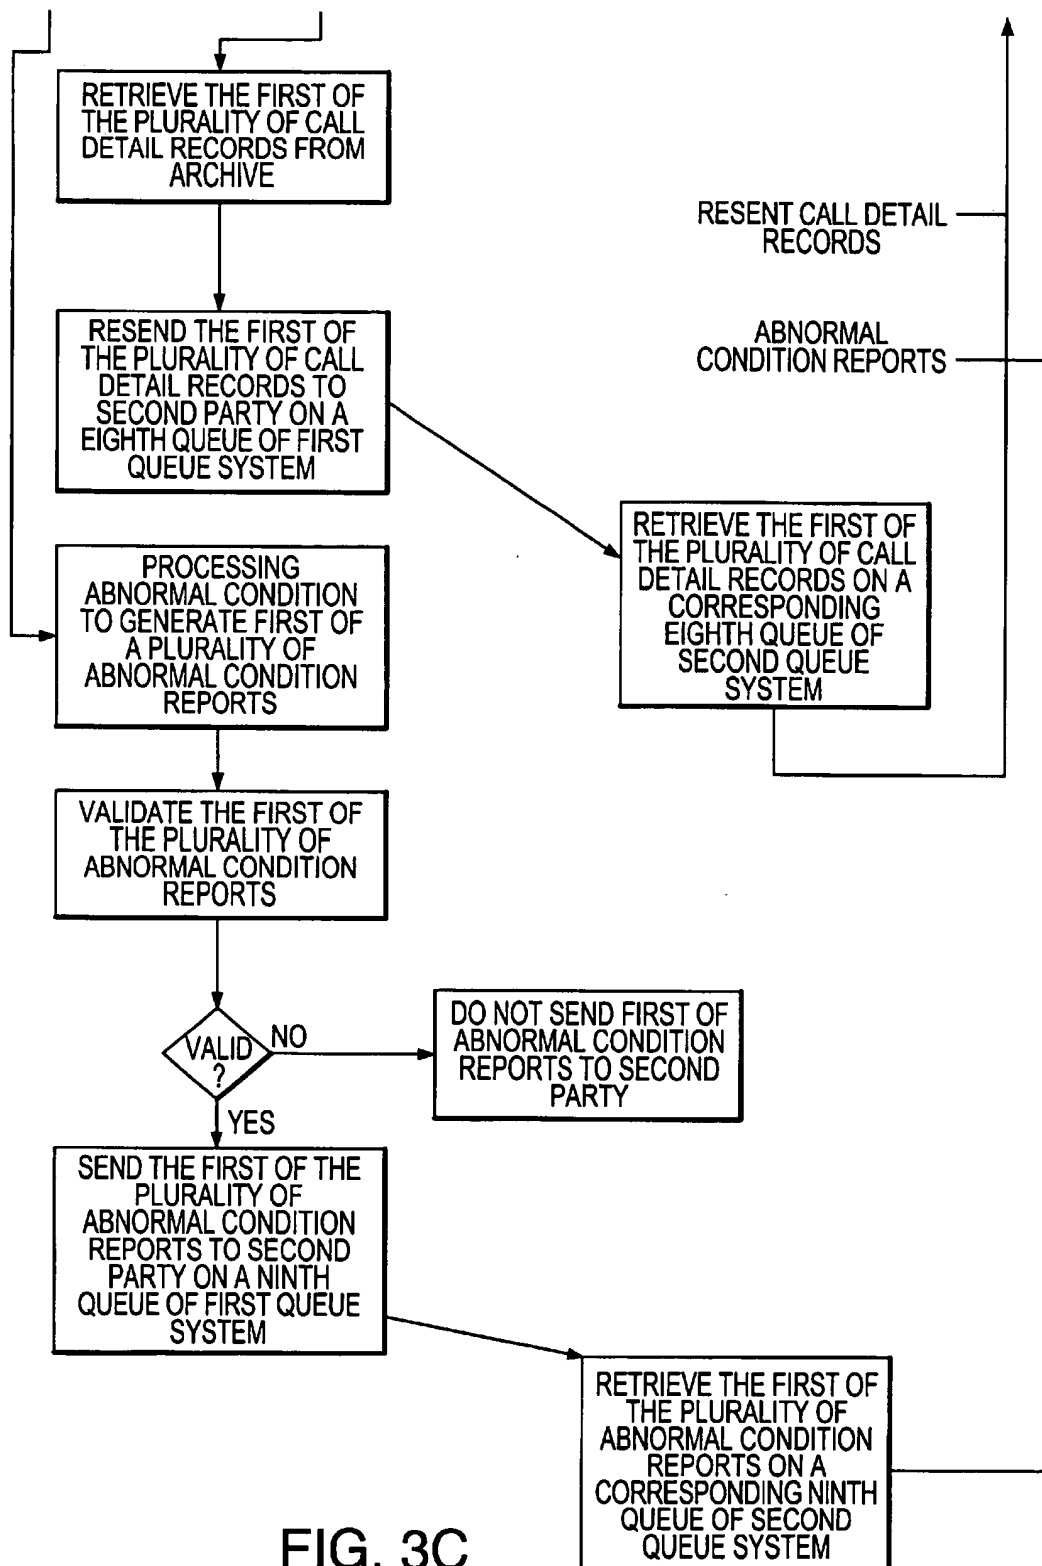 RETRIEVE THE FIRST OF
THE PLURALITY OF CALL
DETAIL RECORDS FROM
ARCHIVE
RESENT CALL DETAIL
RECORDS
RESEND THE FIRST OF
THE PLURALITY OF CALL
DETAIL RECORDS TO
SECOND PARTY ON A
EIGHTH QUEUE OF FIRST
QUEUE SYSTEM
ABNORMAL
CONDITION REPORTS
RETRIEVE THE FIRST OF
THE PLURALITY OF CALL
DETAIL RECORDS ON A
CORRESPONDING
EIGHTH QUEUE OF
SECOND QUEUE
SYSTEM
PROCESSING
ABNORMAL CONDITION
TO GENERATE FIRST OF
A PLURALITY OF
ABNORMAL CONDITION
REPORTS
VALIDATE THE FIRST OF
THE PLURALITY OF
ABNORMAL CONDITION
REPORTS
VALID
?
NO
DO NOT SEND FIRST OF
ABNORMAL CONDITION
REPORTS TO SECOND
PARTY
YES
SEND THE FIRST OF THE
PLURALITY OF
ABNORMAL CONDITION
REPORTS TO SECOND
PARTY ON A NINTH
QUEUE OF FIRST QUEUE
SYSTEM
RETRIEVE THE FIRST OF
THE PLURALITY OF
ABNORMAL CONDITION
REPORTS ON A
CORRESPONDING NINTH
QUEUE OF SECOND
QUEUE SYSTEM
FIG. 3C